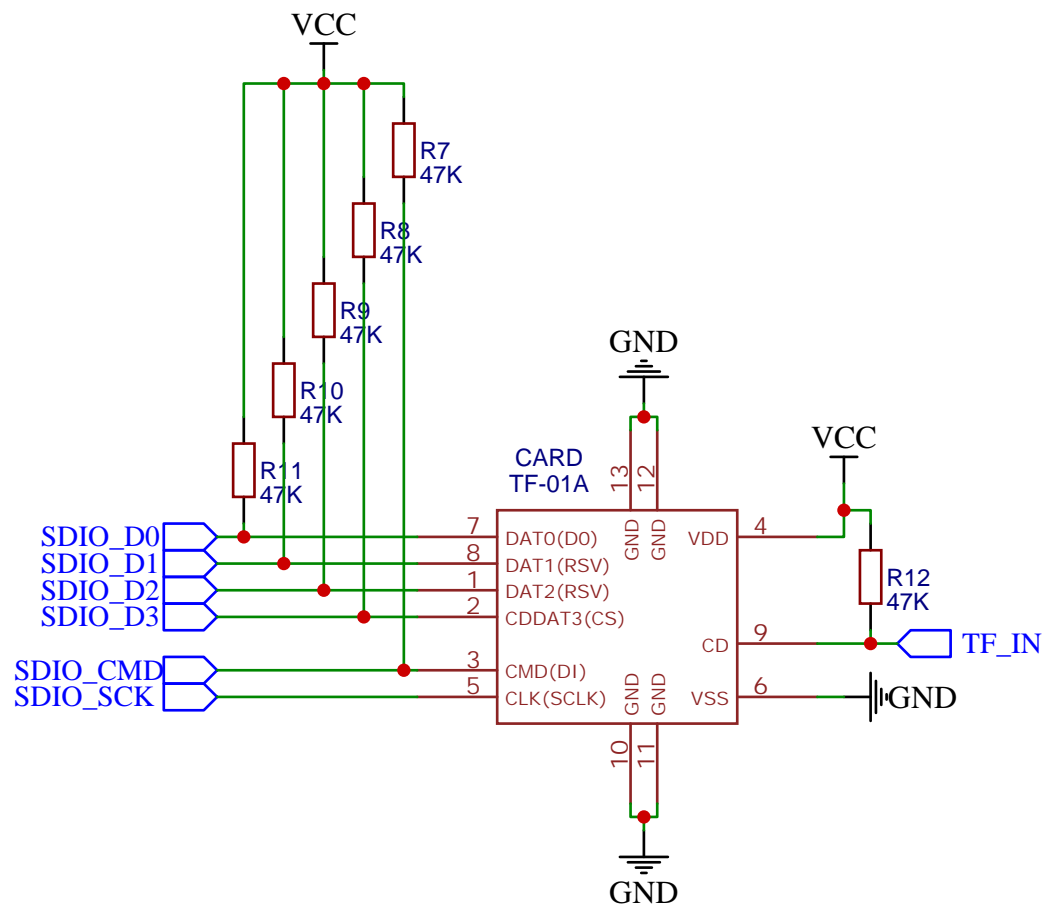 VCC
R7
47K
R8
47K
R9
47K
R10
47K
R11
47K
GND
VCC
CARD
TF-01A
13
12
GND
GND
SDIO_D0
7
DAT0(D0)
VDD
4
SDIO_D1
8
DAT1(RSV)
SDIO_D2
1
DAT2(RSV)
R12
47K
SDIO_D3
2
CDDAT3(CS)
CD
9
TF_IN
SDIO_CMD
3
CMD(DI)
SDIO_SCK
5
CLK(SCLK)
GND
GND
VSS
6
GND
10
11
GND